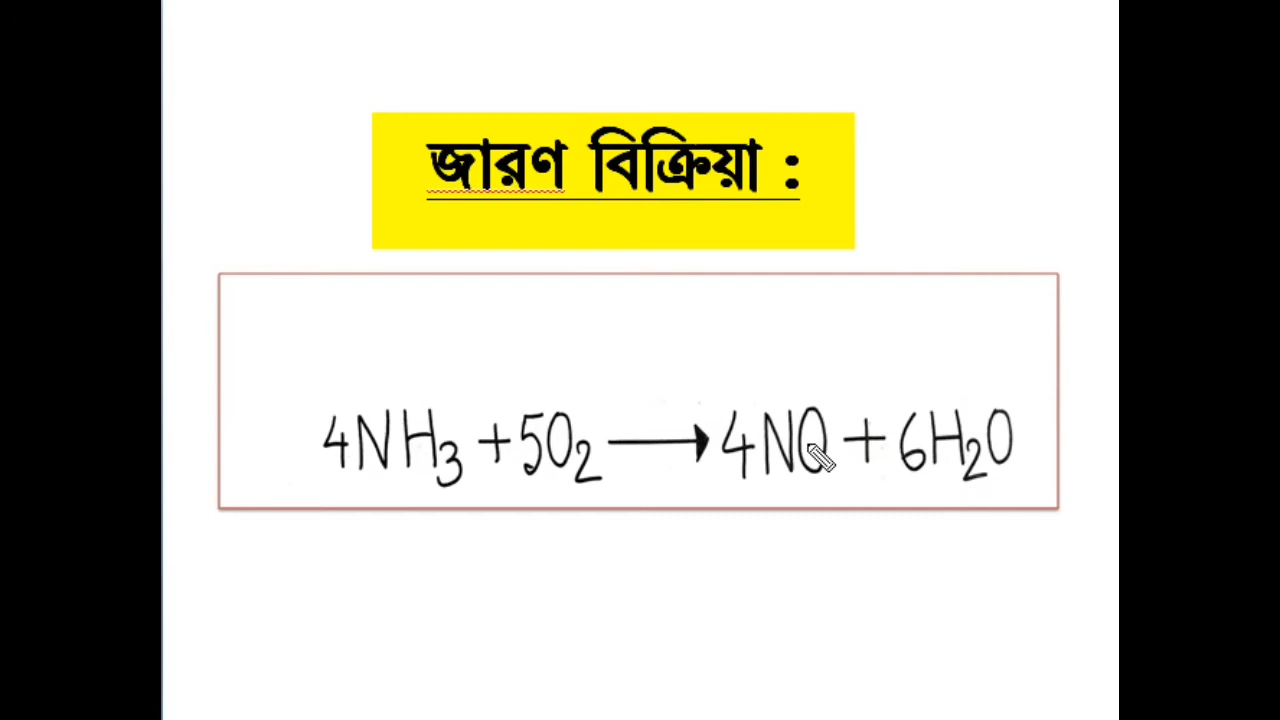 জারণ বিক্রিয়া :
4NH₃ + 5O₂ ⟶ 4NO + 6H₂O